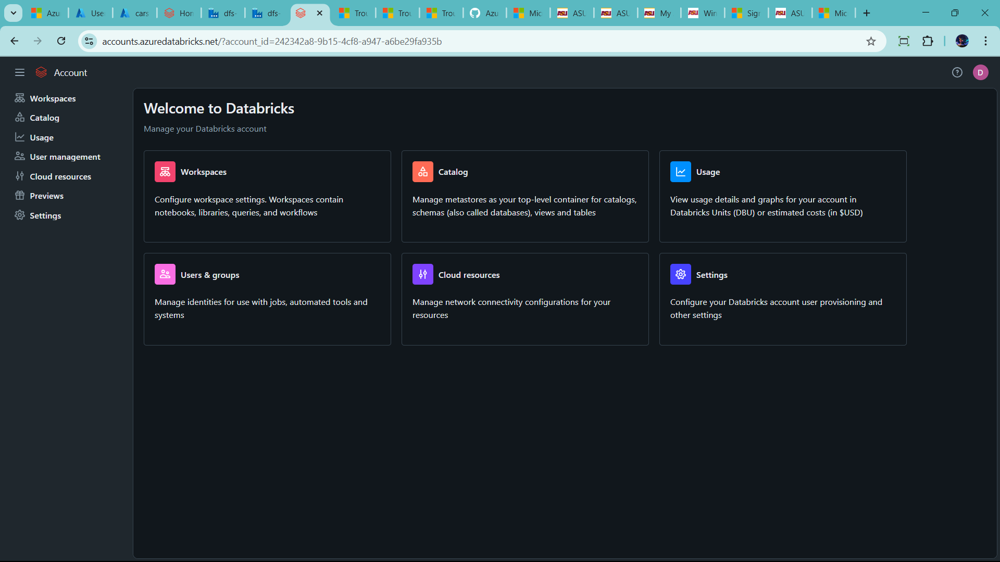 Azu
Use
cars
Hon
dfs-
dfs-
Trou
Trou
Trou
Azu
Mic
ASU
ASU
My
Win
Sign
ASU
Mic
accounts.azuredatabricks.net/?account_id=242342a8-9b15-4cf8-a947-a6be29fa935b
Account
D
Workspaces
Catalog
Usage
User management
Cloud resources
Previews
Settings
Welcome to Databricks
Manage your Databricks account
Workspaces
Configure workspace settings. Workspaces contain
notebooks, libraries, queries, and workflows
Catalog
Manage metastores as your top-level container for catalogs,
schemas (also called databases), views and tables
Usage
View usage details and graphs for your account in
Databricks Units (DBU) or estimated costs (in $USD)
Users & groups
Manage identities for use with jobs, automated tools and
systems
Cloud resources
Manage network connectivity configurations for your
resources
Settings
Configure your Databricks account user provisioning and
other settings